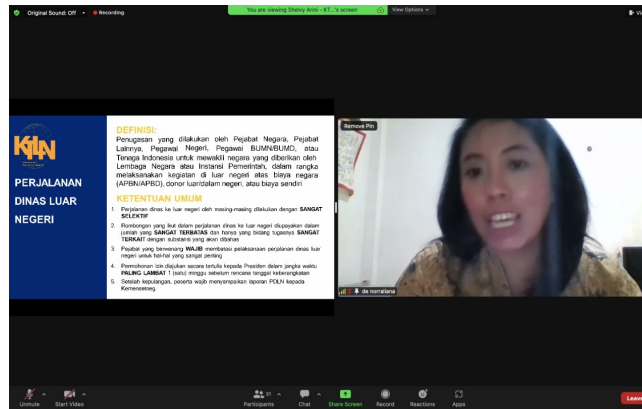 Original Sound: Off
Recording
You are viewing Shelvy Arini - KT...'s screen
View Options
KTLN
PERJALANAN
DINAS LUAR
NEGERI
DEFINISI:
Penugasan yang dilakukan oleh Pejabat Negara, Pejabat
Lainnya, Pegawai Negeri, Pegawai BUMN/BUMD, atau
Tenaga Indonesia untuk mewakili negara yang diberikan oleh
Lembaga Negara atau Instansi Pemerintah, dalam rangka
melaksanakan kegiatan di luar negeri atas biaya negara
(APBN/APBD), donor luar/dalam negeri, atau biaya sendiri
KETENTUAN UMUM
1. Perjalanan dinas ke luar negeri oleh masing-masing dilakukan dengan SANGAT
SELEKTIF
2. Rombongan yang ikut dalam perjalanan dinas ke luar negeri diupayakan dalam
jumlah yang SANGAT TERBATAS dan hanya yang bidang tugasnya SANGAT
TERKAIT dengan substansi yang akan dibahas
3. Pejabat yang berwenang WAJIB membatasi pelaksanaan perjalanan dinas luar
negeri untuk hal-hal yang sangat penting
4. Permohonan izin diajukan secara tertulis kepada Presiden dalam jangka waktu
PALING LAMBAT 1 (satu) minggu sebelum rencana tanggal keberangkatan
5. Setelah kepulangan, peserta wajib menyampaikan laporan PDLN kepada
Kemensetneg.
Remove Pin
de norraliana
Unmute
Start Video
31
Participants
Chat
Share Screen
Record
Reactions
Apps
Leave